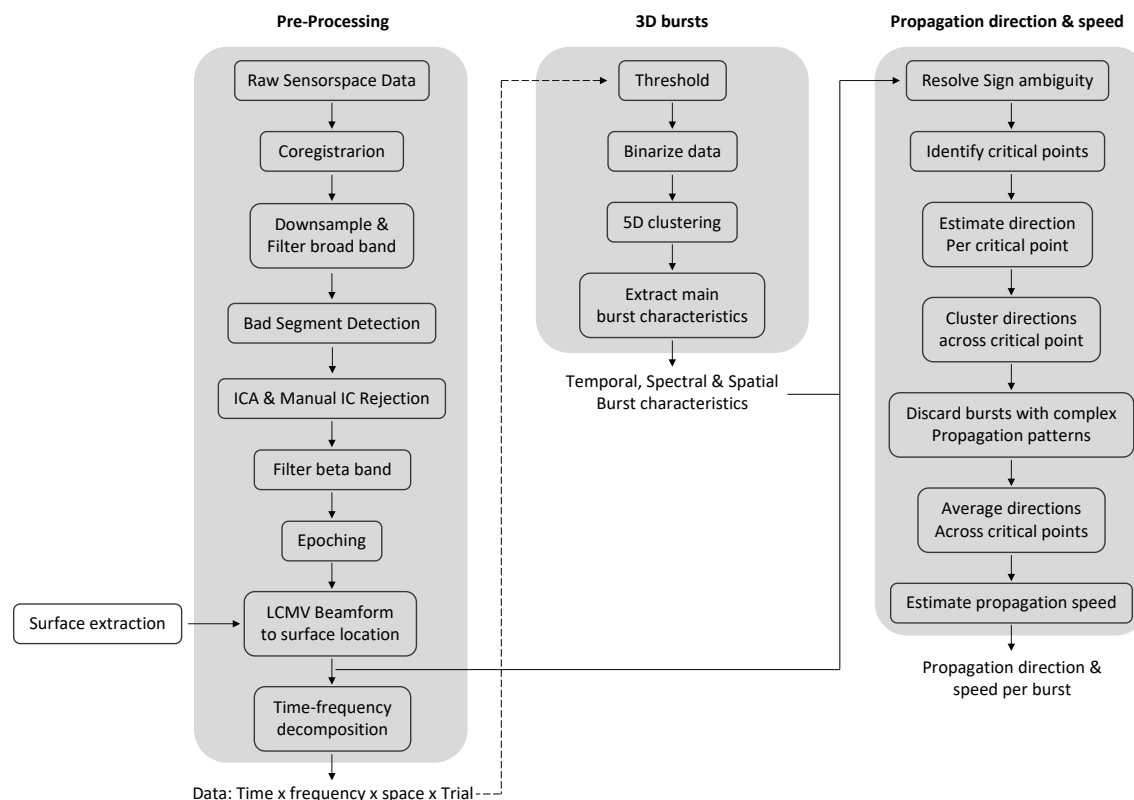 Pre-Processing
Raw Sensorspace Data
Coregistrarion
Downsample &
Filter broad band
Bad Segment Detection
ICA & Manual IC Rejection
Filter beta band
Epoching
Surface extraction
LCMV Beamform
to surface location
Time-frequency
decomposition
Data: Time x frequency x space x Trial
3D bursts
Threshold
Binarize data
5D clustering
Extract main
burst characteristics
Temporal, Spectral & Spatial
Burst characteristics
Propagation direction & speed
Resolve Sign ambiguity
Identify critical points
Estimate direction
Per critical point
Cluster directions
across critical point
Discard bursts with complex
Propagation patterns
Average directions
Across critical points
Estimate propagation speed
Propagation direction &
speed per burst